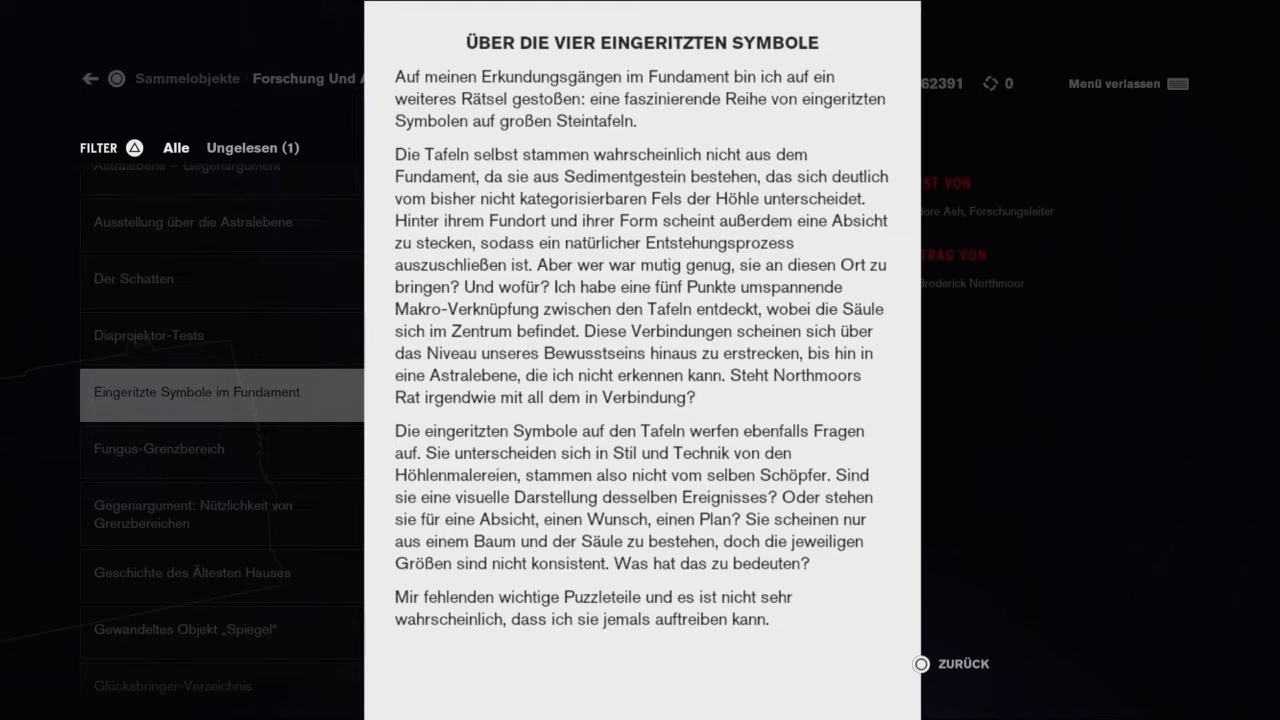 ÜBER DIE VIER EINGERITZTEN SYMBOLE
Sammelobjekte
Forschung Und A
62391
0
Menü verlassen
Auf meinen Erkundungsgängen im Fundament bin ich auf ein
weiteres Rätsel gestoßen: eine faszinierende Reihe von eingeritzten
Symbolen auf großen Steintafeln.
FILTER
Alle
Ungelesen (1)
Astralebene – Gegenargument
Ausstellung über die Astralebene
Der Schatten
Diaprojektor-Tests
Eingeritzte Symbole im Fundament
Fungus-Grenzbereich
Gegenargument: Nützlichkeit von
Grenzbereichen
Geschichte des Ältesten Hauses
Gewandeltes Objekt „Spiegel“
Glücksbringer-Verzeichnis
Die Tafeln selbst stammen wahrscheinlich nicht aus dem
Fundament, da sie aus Sedimentgestein bestehen, das sich deutlich
vom bisher nicht kategorisierbaren Fels der Höhle unterscheidet.
Hinter ihrem Fundort und ihrer Form scheint außerdem eine Absicht
zu stecken, sodass ein natürlicher Entstehungsprozess
auszuschließen ist. Aber wer war mutig genug, sie an diesen Ort zu
bringen? Und wofür? Ich habe eine fünf Punkte umspannende
Makro-Verknüpfung zwischen den Tafeln entdeckt, wobei die Säule
sich im Zentrum befindet. Diese Verbindungen scheinen sich über
das Niveau unseres Bewusstseins hinaus zu erstrecken, bis hin in
eine Astralebene, die ich nicht erkennen kann. Steht Northmoors
Rat irgendwie mit all dem in Verbindung?
Die eingeritzten Symbole auf den Tafeln werfen ebenfalls Fragen
auf. Sie unterscheiden sich in Stil und Technik von den
Höhlenmalereien, stammen also nicht vom selben Schöpfer. Sind
sie eine visuelle Darstellung desselben Ereignisses? Oder stehen
sie für eine Absicht, einen Wunsch, einen Plan? Sie scheinen nur
aus einem Baum und der Säule zu bestehen, doch die jeweiligen
Größen sind nicht konsistent. Was hat das zu bedeuten?
Mir fehlenden wichtige Puzzleteile und es ist nicht sehr
wahrscheinlich, dass ich sie jemals auftreiben kann.
ST VON
lore Ash, Forschungsleiter
FRAG VON
Broderick Northmoor
ZURÜCK